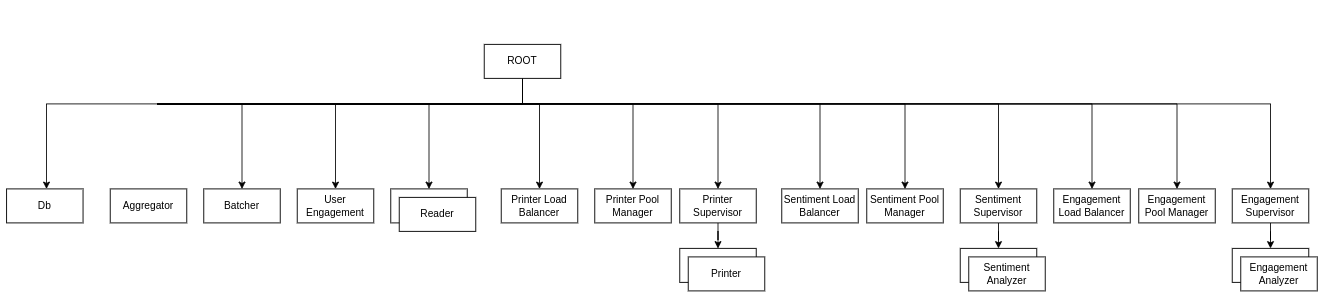 ROOT
Db
Aggregator
Batcher
User
Engagement
Reader
Printer Load
Balancer
Printer Pool
Manager
Printer
Supervisor
Sentiment Load
Balancer
Sentiment Pool
Manager
Sentiment
Supervisor
Engagement
Load Balancer
Engagement
Pool Manager
Engagement
Supervisor
Printer
Sentiment
Analyzer
Engagement
Analyzer